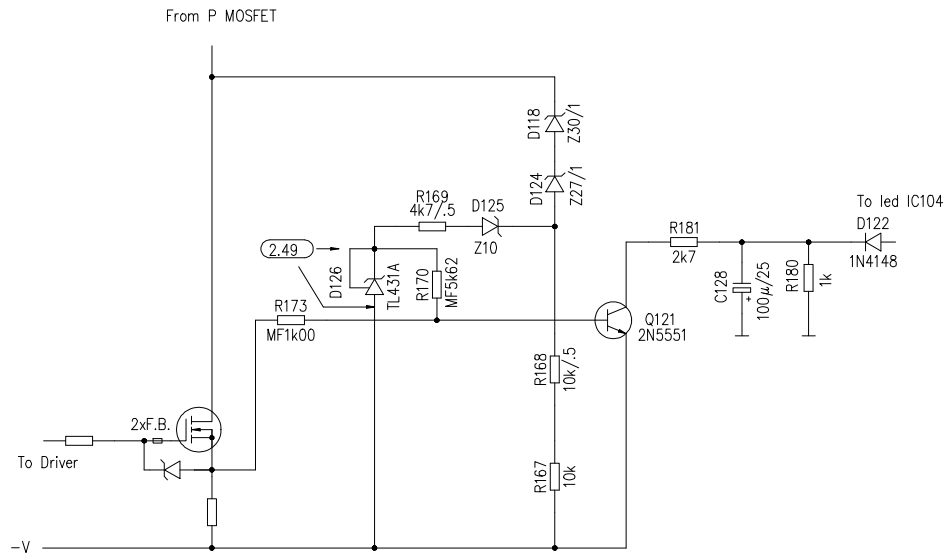 From P MOSFET
D118
Z30/1
D124
Z27/1
To led IC104
R169
4k7/.5
D125
Z10
R181
2k7
D122
1N4148
2.49
D126
TL431A
R170
MF5k62
C128
+
100µ/25
R180
1k
R173
MF1k00
Q121
2N5551
R168
10k/.5
2xF.B.
To Driver
R167
10k
-V